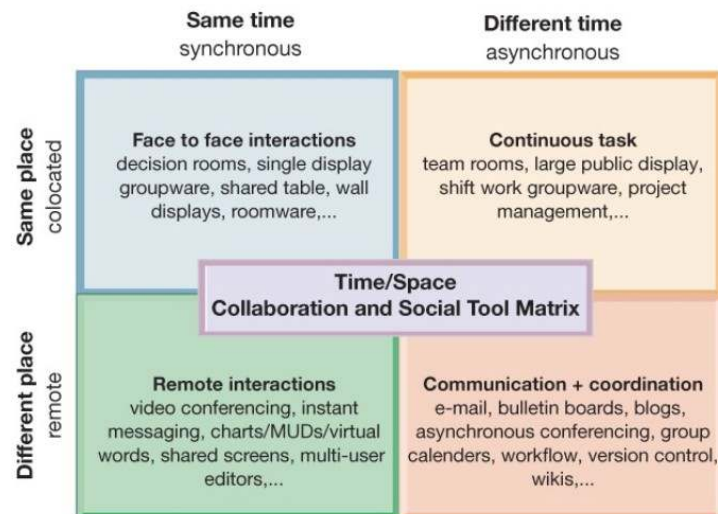 Same time
synchronous
Different time
asynchronous
Same place
colocated
Face to face interactions
decision rooms, single display
groupware, shared table, wall
displays, roomware,...
Continuous task
team rooms, large public display,
shift work groupware, project
management,...
Time/Space
Collaboration and Social Tool Matrix
Different place
remote
Remote interactions
video conferencing, instant
messaging, charts/MUDs/virtual
words, shared screens, multi-user
editors,...
Communication + coordination
e-mail, bulletin boards, blogs,
asynchronous conferencing, group
calenders, workflow, version control,
wikis,...